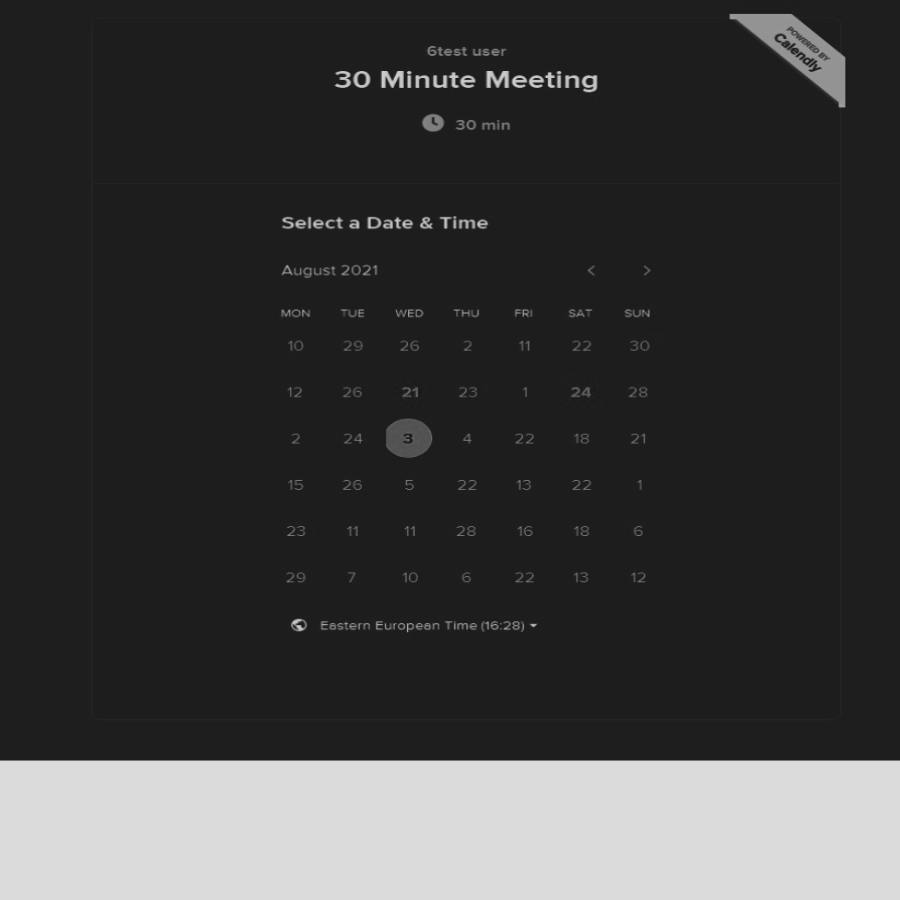 POWERED BY
Calendly
6test user
30 Minute Meeting
30 min
Select a Date & Time
August 2021 < >
MON TUE WED THU FRI SAT SUN
10 29 26 2 11 22 30
12 26 21 23 1 24 28
2 24 3 4 22 18 21
15 26 5 22 13 22 1
23 11 11 28 16 18 6
29 7 10 6 22 13 12
Eastern European Time (16:28)